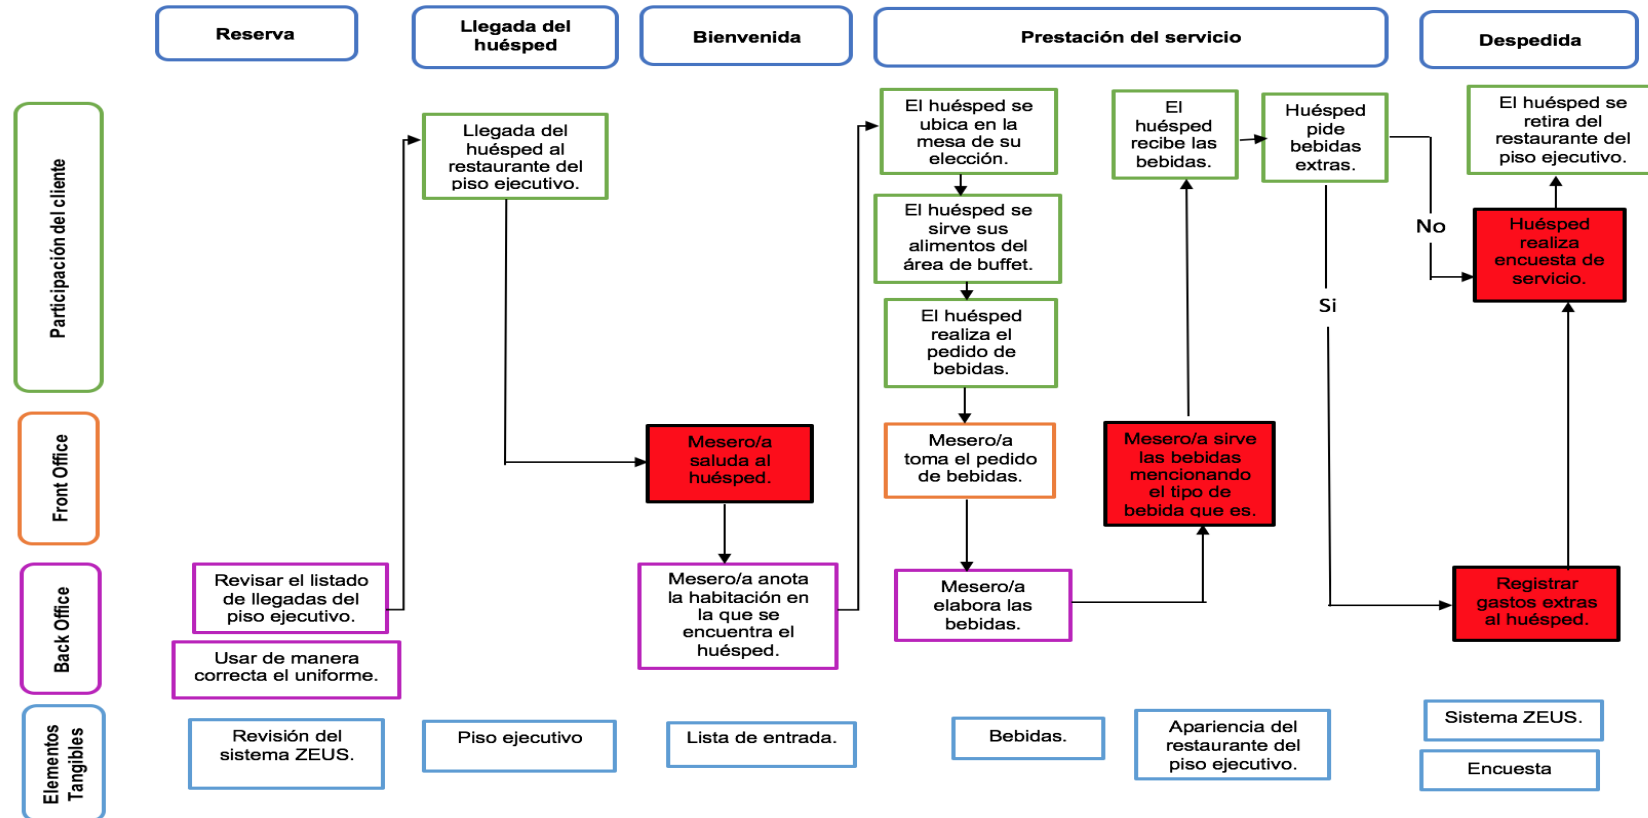 Reserva
Llegada del
huésped
Bienvenida
Prestación del servicio
Despedida
Participación del cliente
Llegada del
huésped al
restaurante del
piso ejecutivo.
El huésped se
ubica en la
mesa de su
elección.
El huésped se
sirve sus
alimentos del
área de buffet.
El huésped
realiza el
pedido de
bebidas.
El
huésped
recibe las
bebidas.
Huésped
pide
bebidas
extras.
No
Si
El huésped se
retira del
restaurante del
piso ejecutivo.
Huésped
realiza
encuesta de
servicio.
Front Office
Mesero/a
saluda al
huésped.
Mesero/a
toma el pedido
de bebidas.
Mesero/a sirve
las bebidas
mencionando
el tipo de
bebida que es.
Back Office
Revisar el listado
de llegadas del
piso ejecutivo.
Usar de manera
correcta el uniforme.
Mesero/a anota
la habitación en
la que se
encuentra el
huésped.
Mesero/a
elabora las
bebidas.
Registrar
gastos extras
al huésped.
Elementos
Tangibles
Revisión del
sistema ZEUS.
Piso ejecutivo
Lista de entrada.
Bebidas.
Apariencia del
restaurante del
piso ejecutivo.
Sistema ZEUS.
Encuesta